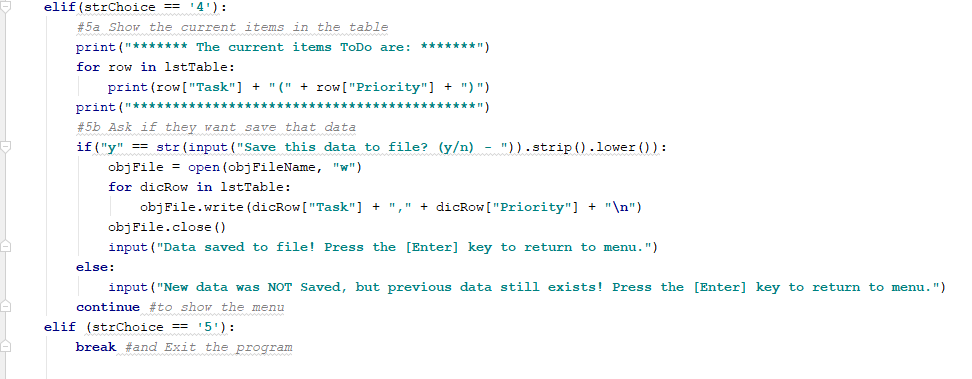 elif(strChoice == '4'):
#5a Show the current items in the table
print("******* The current items ToDo are: *******")
for row in lstTable:
print(row["Task"] + "(" + row["Priority"] + ")")
print("*******************************************")
#5b Ask if they want save that data
if("y" == str(input("Save this data to file? (y/n) - ")).strip().lower()):
objFile = open(objFileName, "w")
for dicRow in lstTable:
objFile.write(dicRow["Task"] + "," + dicRow["Priority"] + "\n")
objFile.close()
input("Data saved to file! Press the [Enter] key to return to menu.")
else:
input("New data was NOT Saved, but previous data still exists! Press the [Enter] key to return to menu.")
continue #to show the menu
elif (strChoice == '5'):
break #and Exit the program